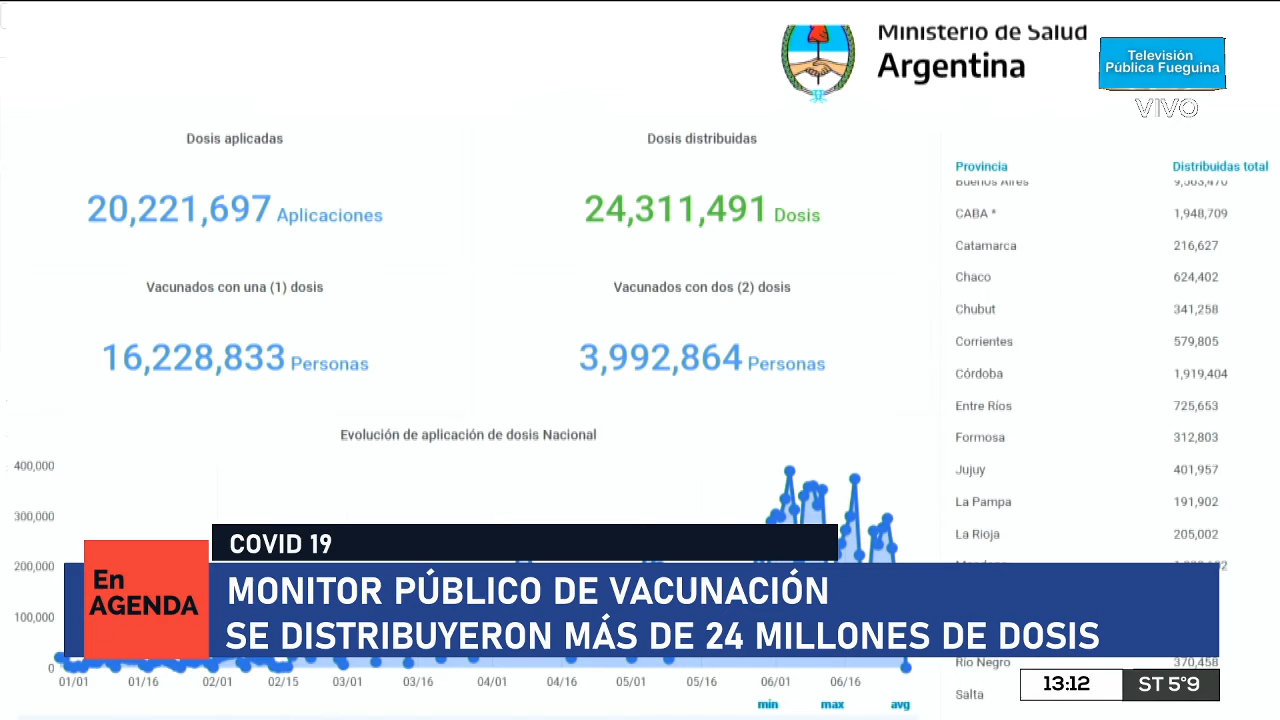 Ministerio de Salud
Argentina
Televisión
Pública Fueguina
VIVO
Dosis aplicadas
20,221,697 Aplicaciones
Dosis distribuidas
24,311,491 Dosis
Vacunados con una (1) dosis
16,228,833 Personas
Vacunados con dos (2) dosis
3,992,864 Personas
Evolución de aplicación de dosis Nacional
400,000
300,000
200,000
100,000
0
01/01 01/16 02/01 02/15 03/01 03/16 04/01 04/16 05/01 05/16 06/01 06/16
min max avg
Provincia Distribuidas total
Buenos Aires
CABA * 1,948,709
Catamarca 216,627
Chaco 624,402
Chubut 341,258
Corrientes 579,805
Córdoba 1,919,404
Entre Ríos 725,653
Formosa 312,803
Jujuy 401,957
La Pampa 191,902
La Rioja 205,002
Río Negro 370,458
Salta
En
AGENDA
COVID 19
MONITOR PÚBLICO DE VACUNACIÓN
SE DISTRIBUYERON MÁS DE 24 MILLONES DE DOSIS
13:12 ST 5°9